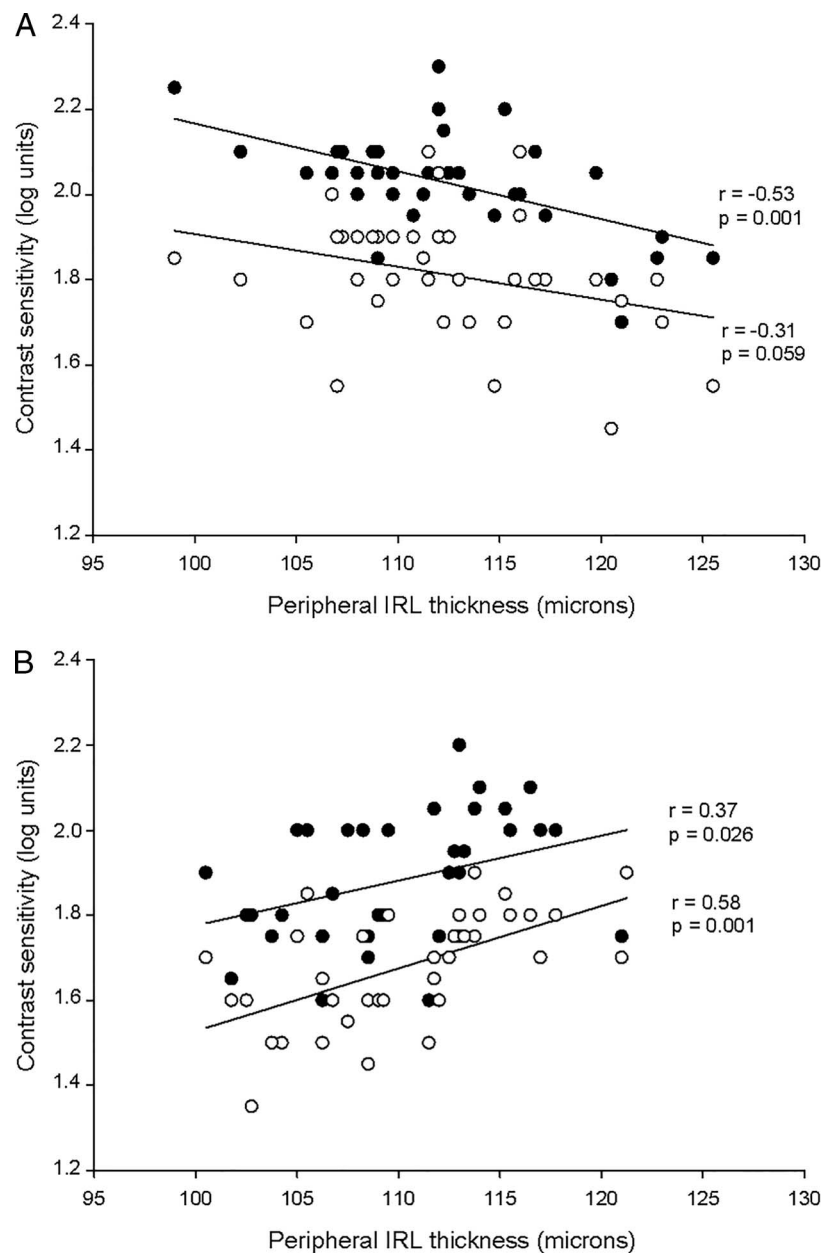 A
2.4
2.2
2.0
1.8
1.6
1.4
1.2
Contrast sensitivity (log units)
r = -0.53
p = 0.001
r = -0.31
p = 0.059
95 100 105 110 115 120 125 130
Peripheral IRL thickness (microns)
B
2.4
2.2
2.0
1.8
1.6
1.4
1.2
Contrast sensitivity (log units)
r = 0.37
p = 0.026
r = 0.58
p = 0.001
95 100 105 110 115 120 125 130
Peripheral IRL thickness (microns)